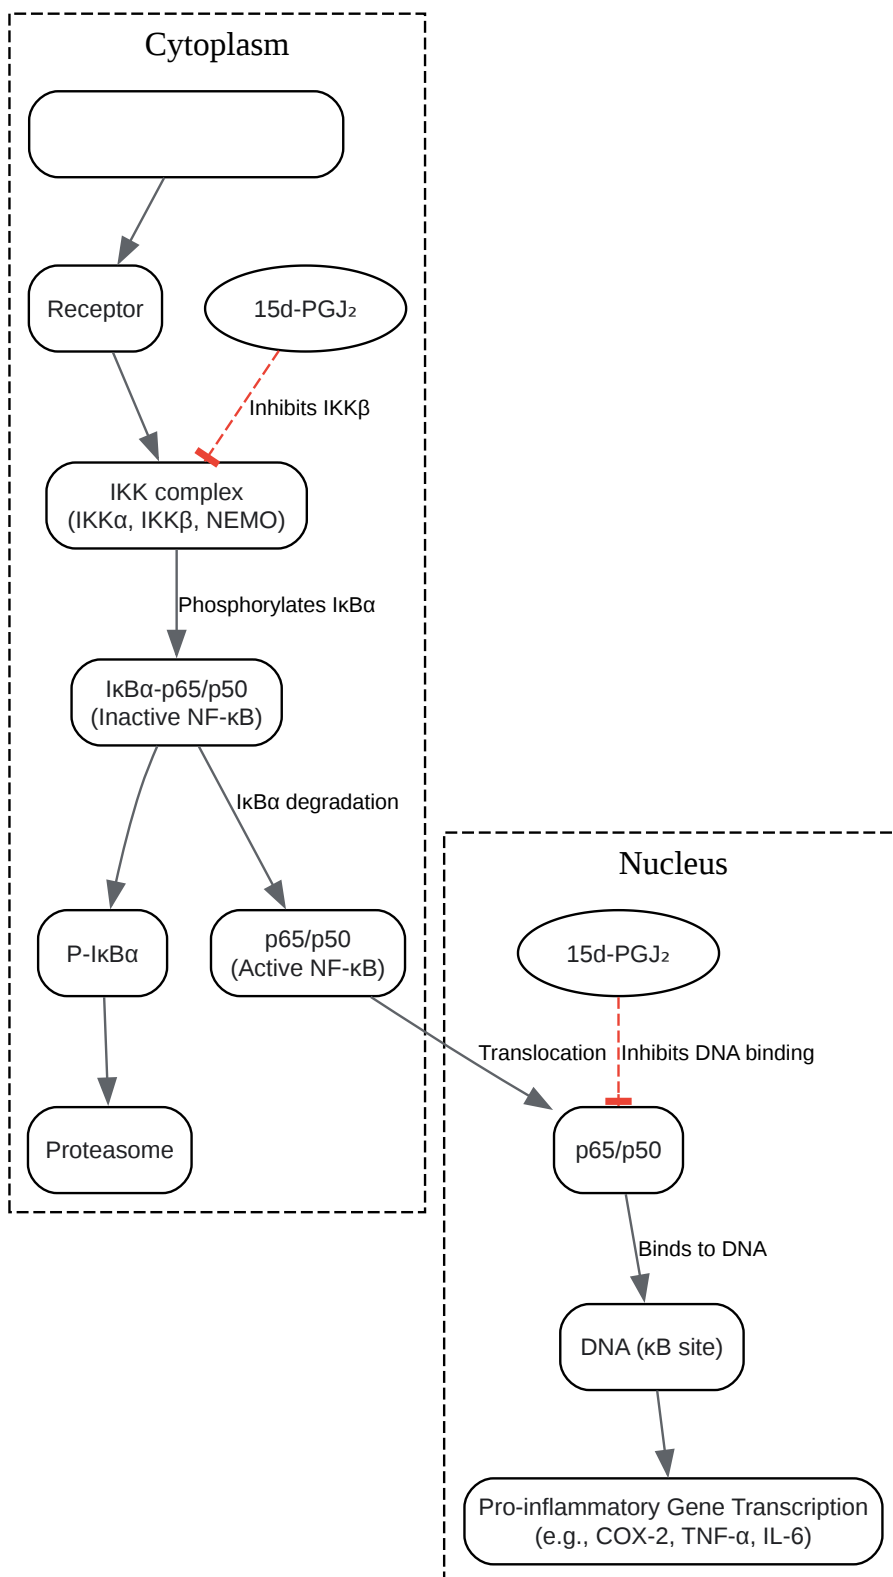 Cytoplasm
Receptor
15d-PGJ₂
Inhibits IKKβ
IKK complex
(IKKα, IKKβ, NEMO)
Phosphorylates IκBα
IκBα-p65/p50
(Inactive NF-κB)
IκBα degradation
P-IκBα
p65/p50
(Active NF-κB)
Proteasome
Nucleus
15d-PGJ₂
Translocation
Inhibits DNA binding
p65/p50
Binds to DNA
DNA (κB site)
Pro-inflammatory Gene Transcription
(e.g., COX-2, TNF-α, IL-6)